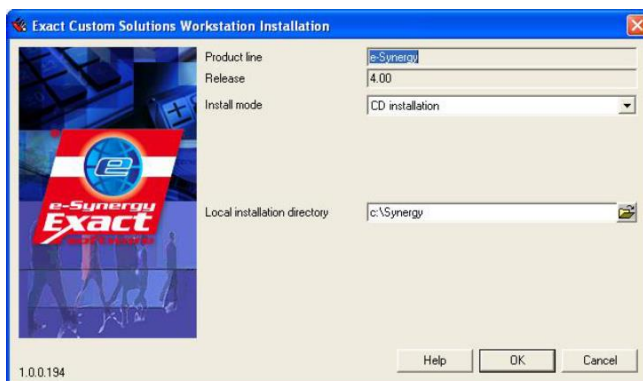 Exact Custom Solutions Workstation Installation
Product line e-Synergy
Release 4.00
Install mode CD installation
e
e-Synergy
Exact
software
Local installation directory c:\Synergy
Help OK Cancel
1.0.0.194